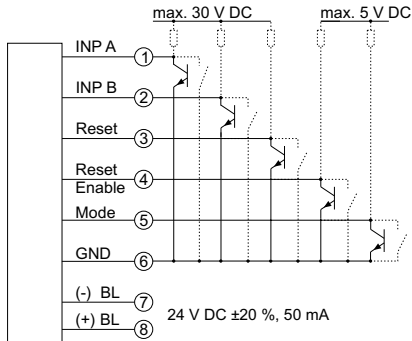 max. 30 V DC max. 5 V DC
INP A 1
INP B 2
Reset 3
Reset
Enable 4
Mode 5
GND 6
(-) BL 7
(+) BL 8
24 V DC ±20 %, 50 mA